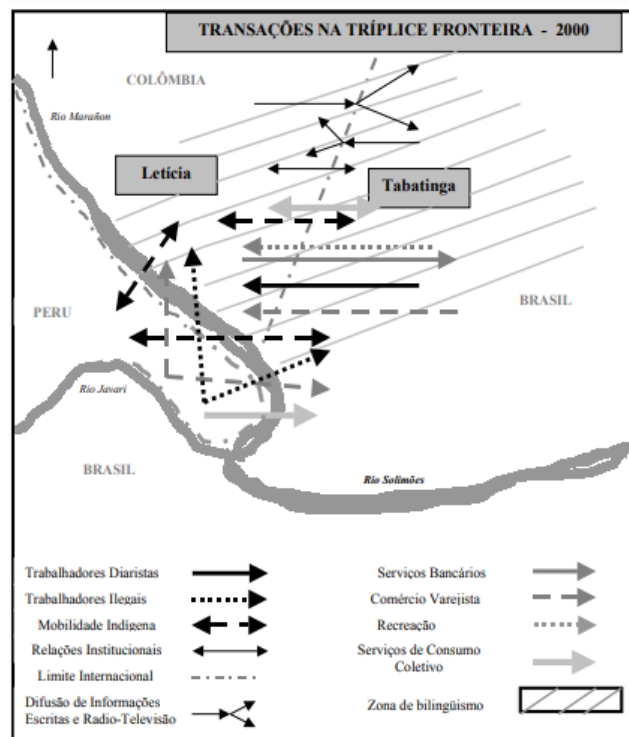 TRANSAÇÕES NA TRÍPLICE FRONTEIRA - 2000
COLÔMBIA
Rio Marañon
Letícia
Tabatinga
PERU
BRASIL
Rio Javari
BRASIL
Rio Solimões
Trabalhadores Diaristas
Trabalhadores Ilegais
Mobilidade Indígena
Relações Institucionais
Limite Internacional
Difusão de Informações
Escritas e Radio-Televisão
Serviços Bancários
Comércio Varejista
Recreação
Serviços de Consumo
Coletivo
Zona de bilingüismo